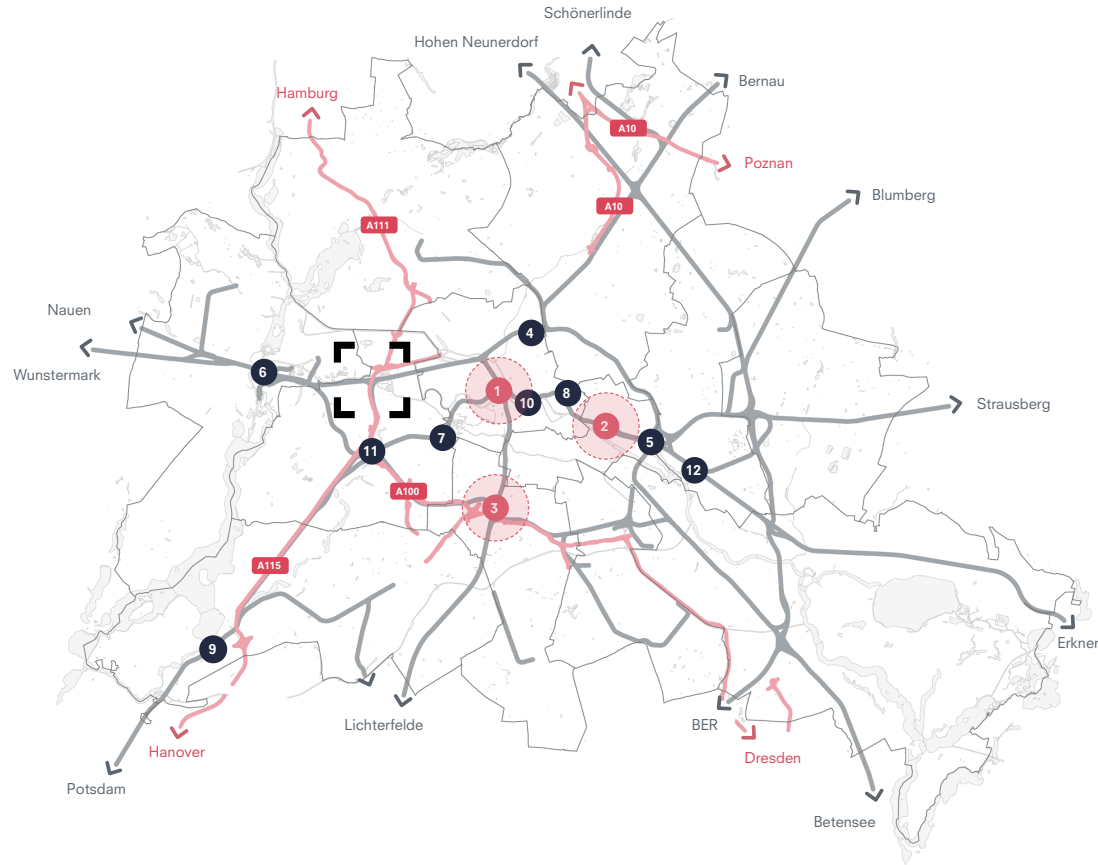 Schönerlinde
Hohen Neunerdorf
Bernau
Hamburg
A10
Poznan
Blumberg
A10
A111
Nauen
4
Wunstermark
6
1
8
10
Strausberg
2
7
5
11
12
A100
3
A115
9
Erkner
Lichterfelde
BER
Hanover
Dresden
Potsdam
Betensee